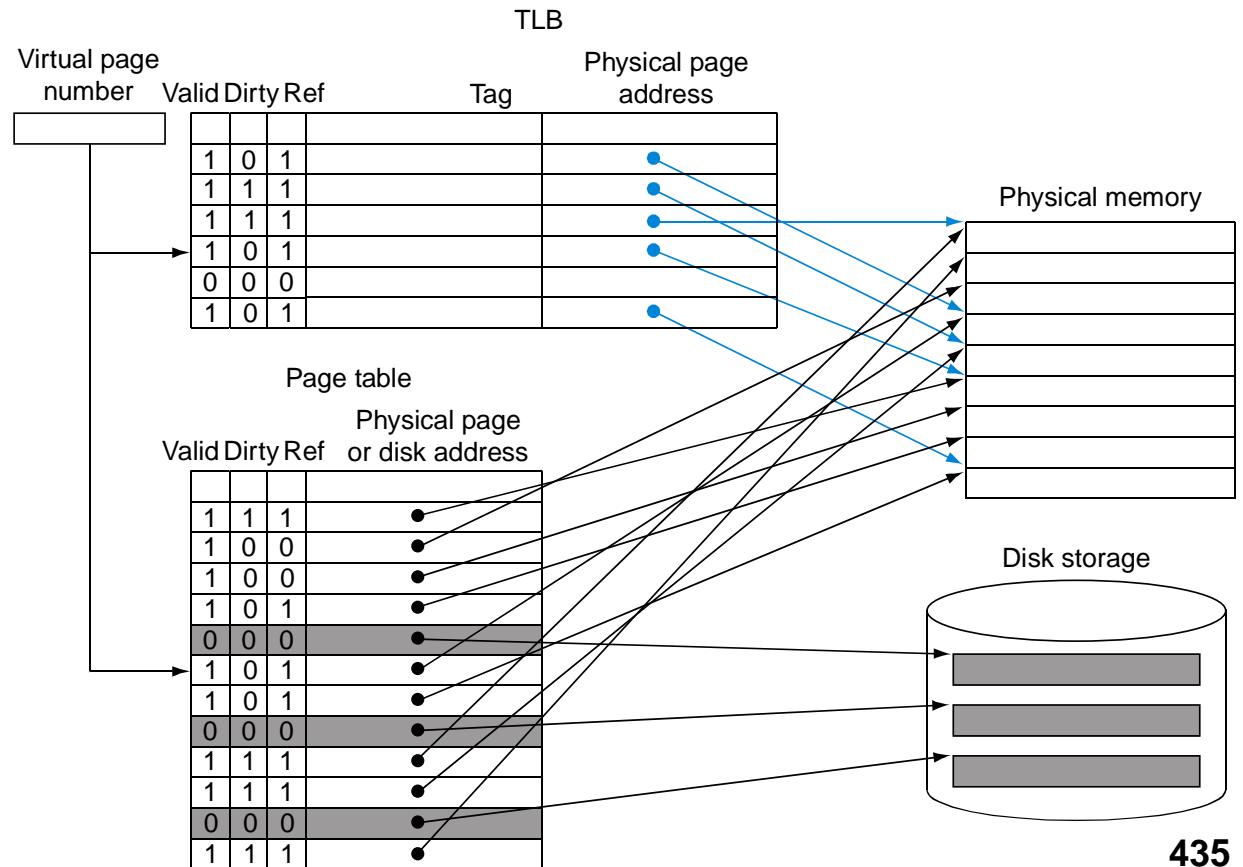 TLB
Virtual page
number
Valid Dirty Ref
Tag
Physical page
address
1 0 1
1 1 1
1 1 1
1 0 1
0 0 0
1 0 1
Physical memory
Page table
Valid Dirty Ref
Physical page
or disk address
1 1 1
1 0 0
1 0 0
1 0 1
0 0 0
1 0 1
1 0 1
0 0 0
1 1 1
1 1 1
0 0 0
1 1 1
Disk storage
435